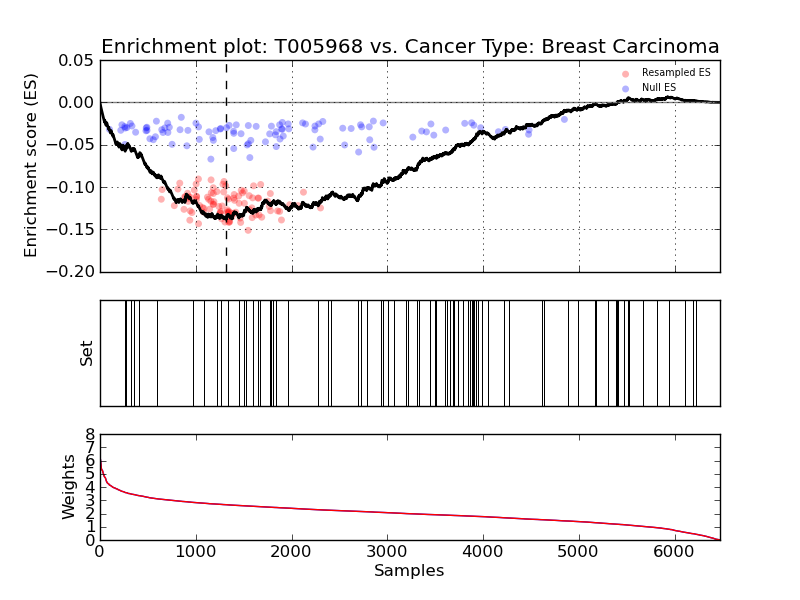 Enrichment plot: T005968 vs. Cancer Type: Breast Carcinoma
Enrichment score (ES)
0.05
0.00
−0.05
−0.10
−0.15
−0.20
Resampled ES
Null ES
Set
Weights
8
7
6
5
4
3
2
1
0
0 1000 2000 3000 4000 5000 6000
Samples